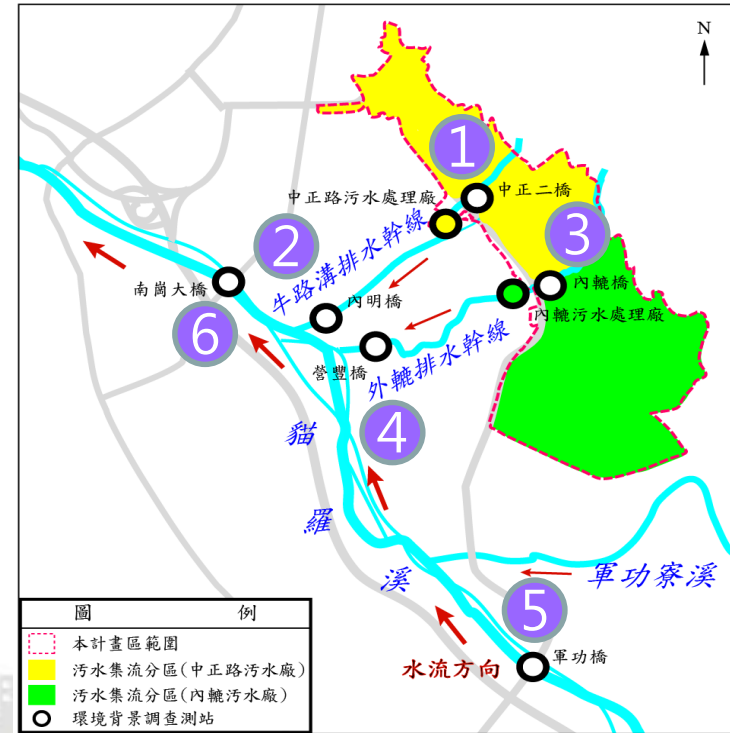 N
1
中正路污水處理廠
中正二橋
2
3
牛路溝排水幹線
南崗大橋
內轆橋
內明橋
內轆污水處理廠
6
營豐橋
外轆排水幹線
4
貓
羅
溪
軍功寮溪
5
水流方向
軍功橋
圖 例
本計畫區範圍
污水集流分區(中正路污水廠)
污水集流分區(內轆污水廠)
環境背景調查測站